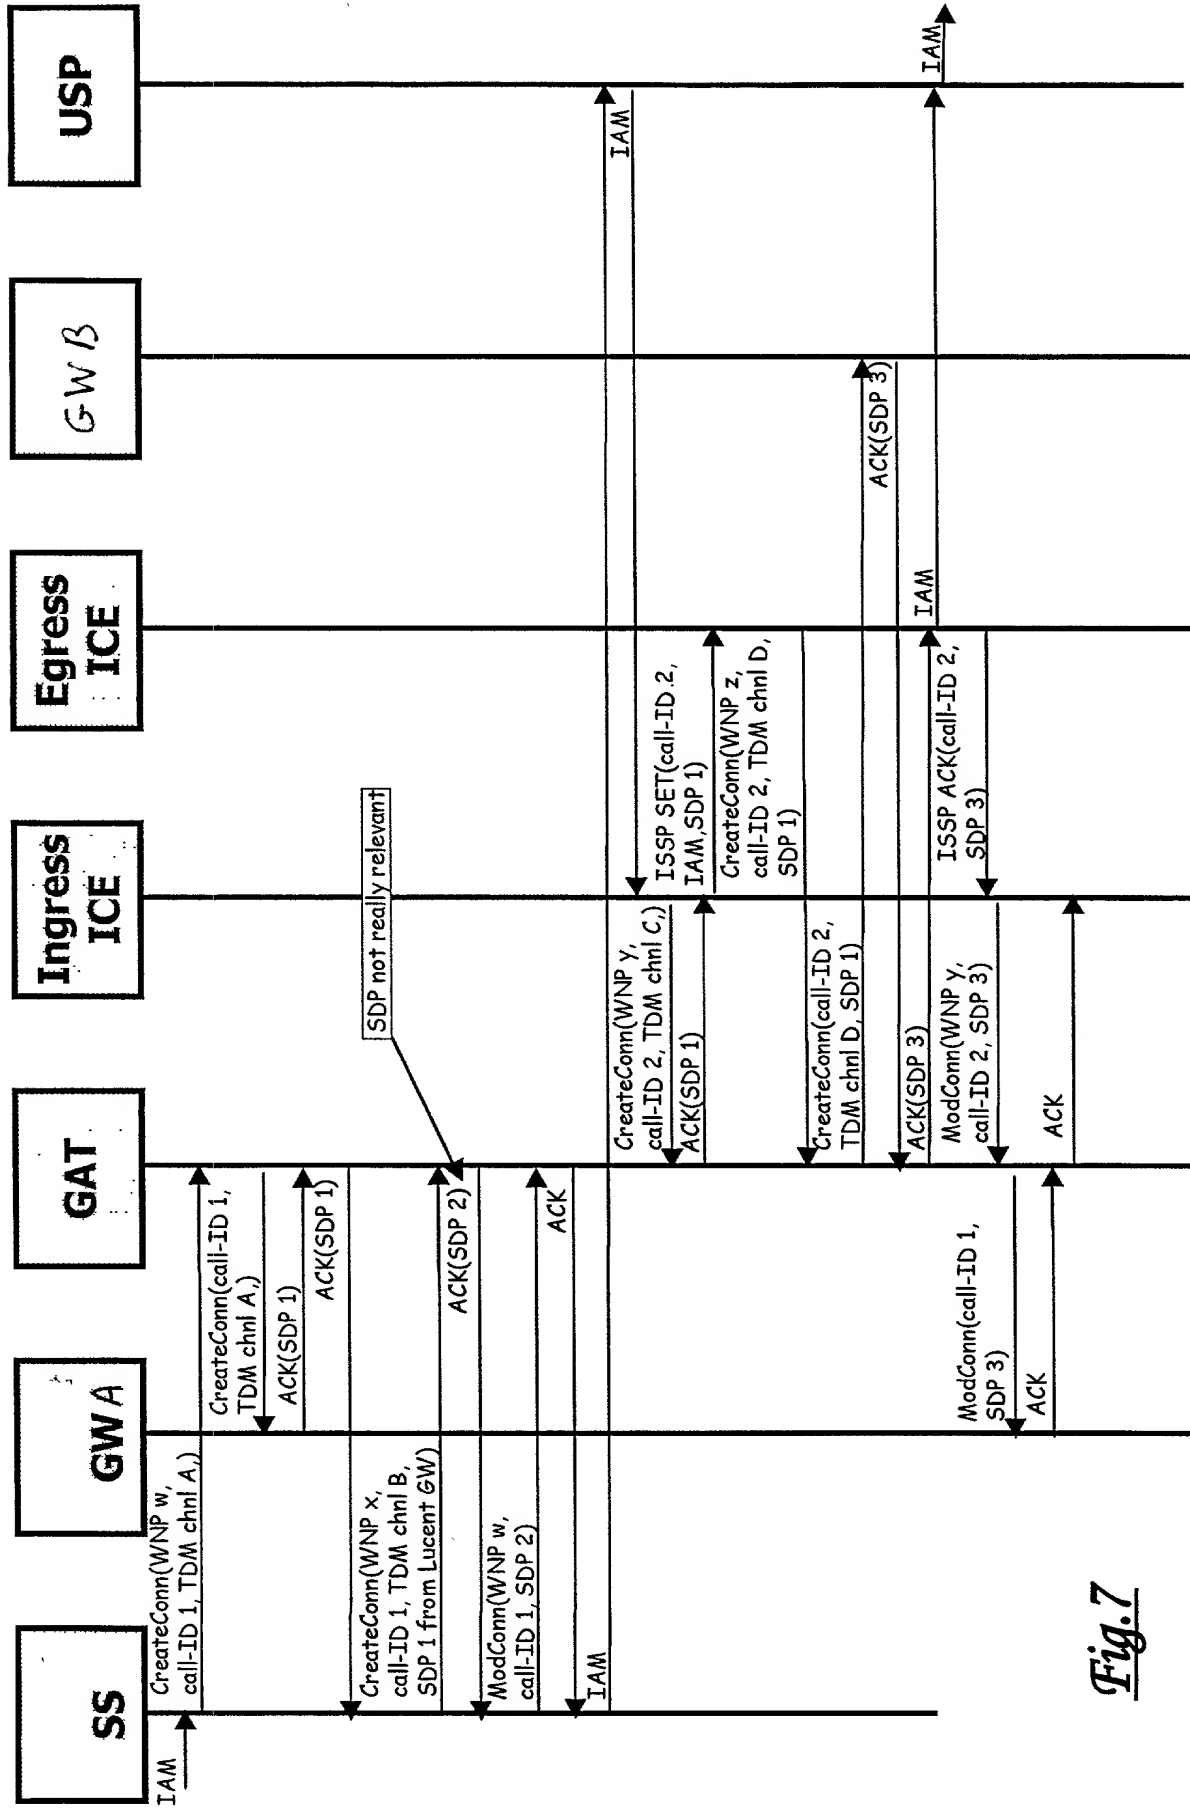 SS
GWA
GAT
Ingress
ICE
Egress
ICE
GWB
USP
IAM
CreateConn(WNP w,
call-ID 1, TDM chnl A,)
CreateConn(call-ID 1,
TDM chnl A,)
ACK(SDP 1)
ACK(SDP 1)
CreateConn(WNP x,
call-ID 1, TDM chnl B,
SDP 1 from Lucent GW)
SDP not really relevant
ACK(SDP 2)
ModConn(WNP w,
call-ID 1, SDP 2)
ACK
IAM
IAM
CreateConn(WNP y,
call-ID 2, TDM chnl C,)
ACK(SDP 1)
ISSP SET(call-ID.2,
IAM,SDP 1)
CreateConn(WNP z,
call-ID 2, TDM chnl D,
SDP 1)
CreateConn(call-ID 2,
TDM chnl D, SDP 1)
ACK(SDP 3)
ACK(SDP 3)
IAM
IAM
ISSP ACK(call-ID 2,
SDP 3)
ModConn(WNP y,
call-ID 2, SDP 3)
ModConn(call-ID 1,
SDP 3)
ACK
ACK
Fig.7